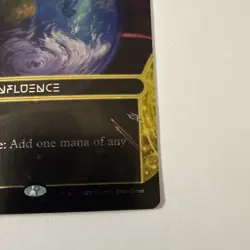 NFLUENCE
e: Add one mana of any